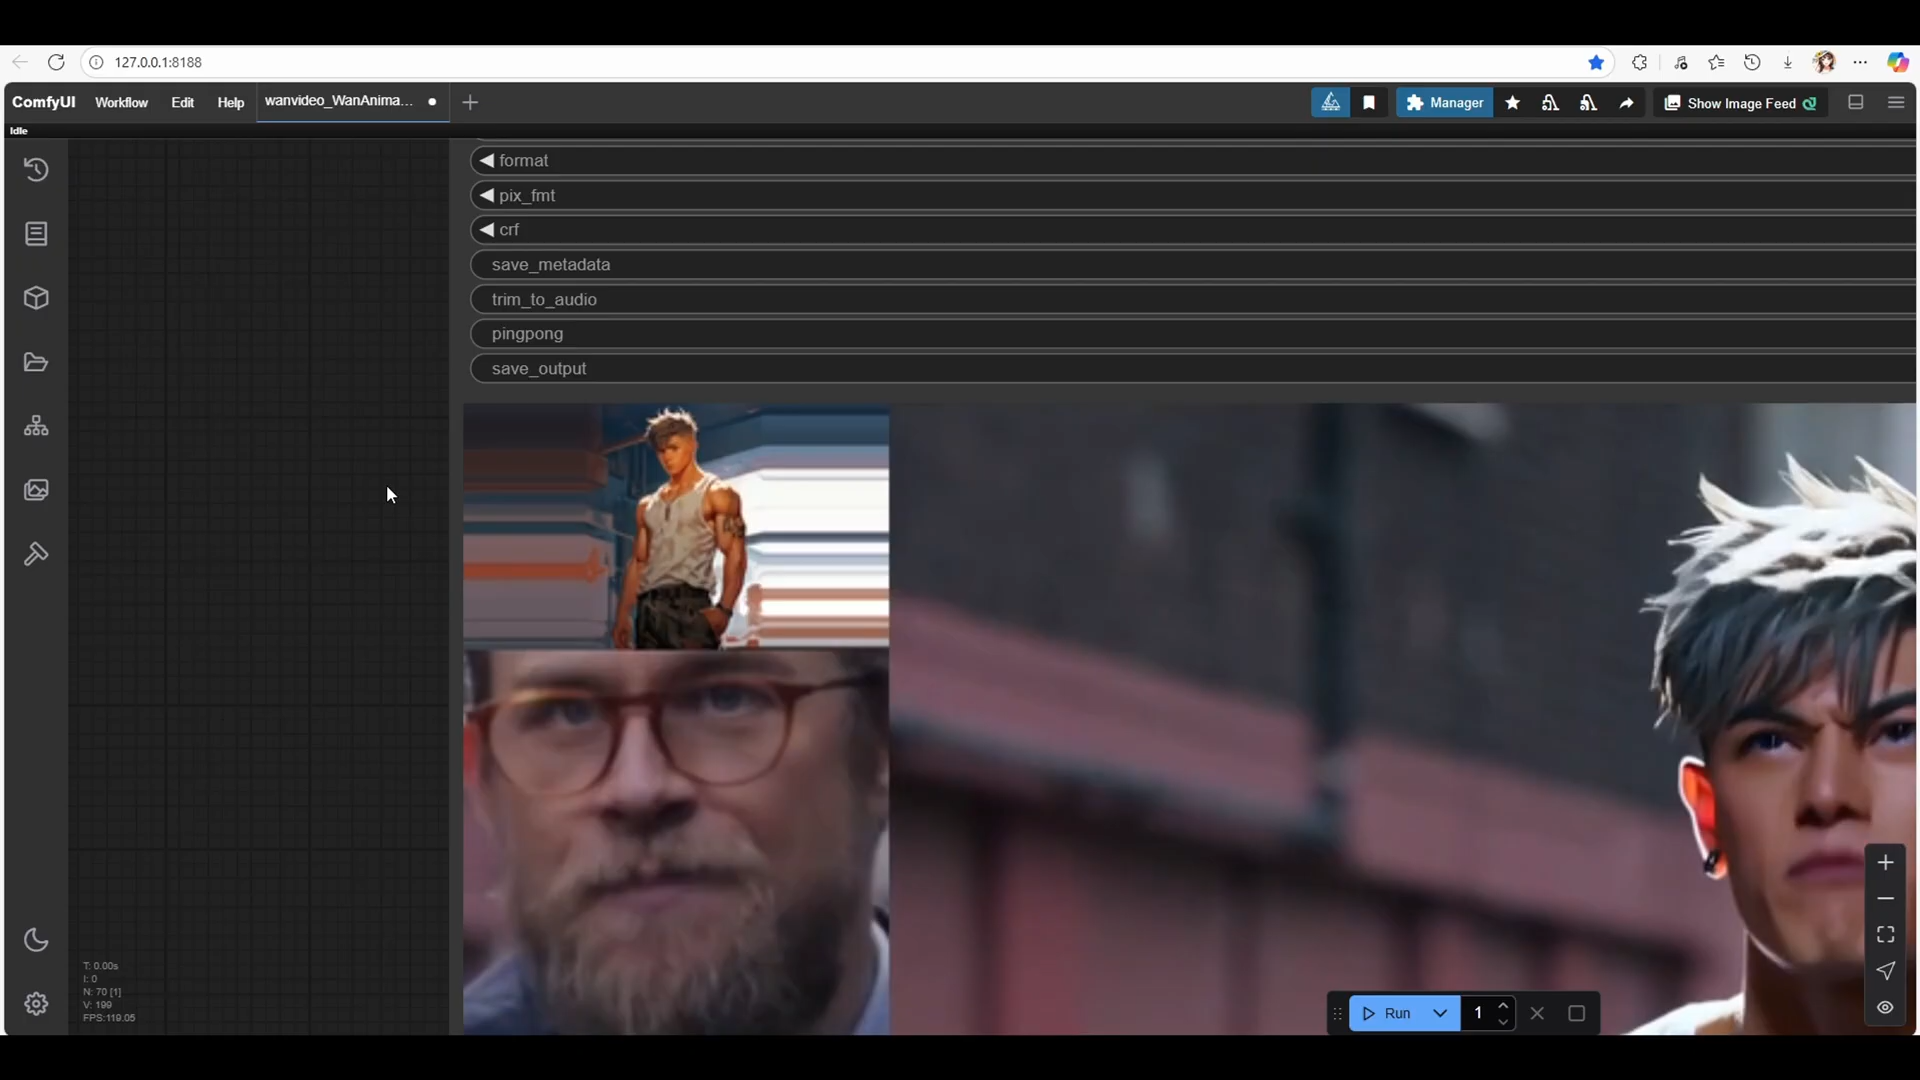 127.0.0.1:8188
ComfyUI Workflow Edit Help wanvideo_WanAnima... Manager Show Image Feed
Idle
format
pix_fmt
crf
save_metadata
trim_to_audio
pingpong
save_output
T: 0.00s
I: 0
N: 70 [1]
V: 199
FPS:119.05
Run 1